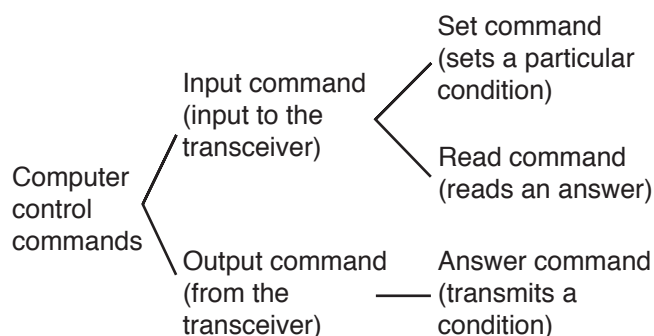 Computer
control
commands
Input command
(input to the
transceiver)
Set command
(sets a particular
condition)
Read command
(reads an answer)
Output command
(from the
transceiver)
Answer command
(transmits a
condition)